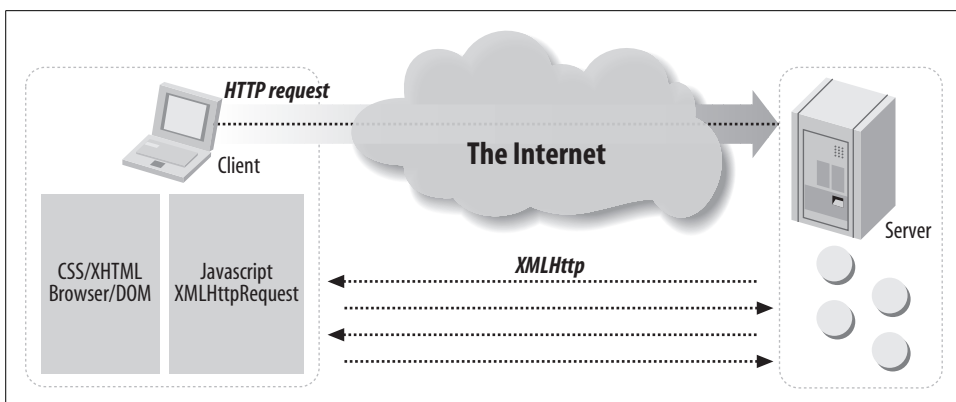 HTTP request
The Internet
Client
Server
CSS/XHTML
Browser/DOM
Javascript
XMLHttpRequest
XMLHttp